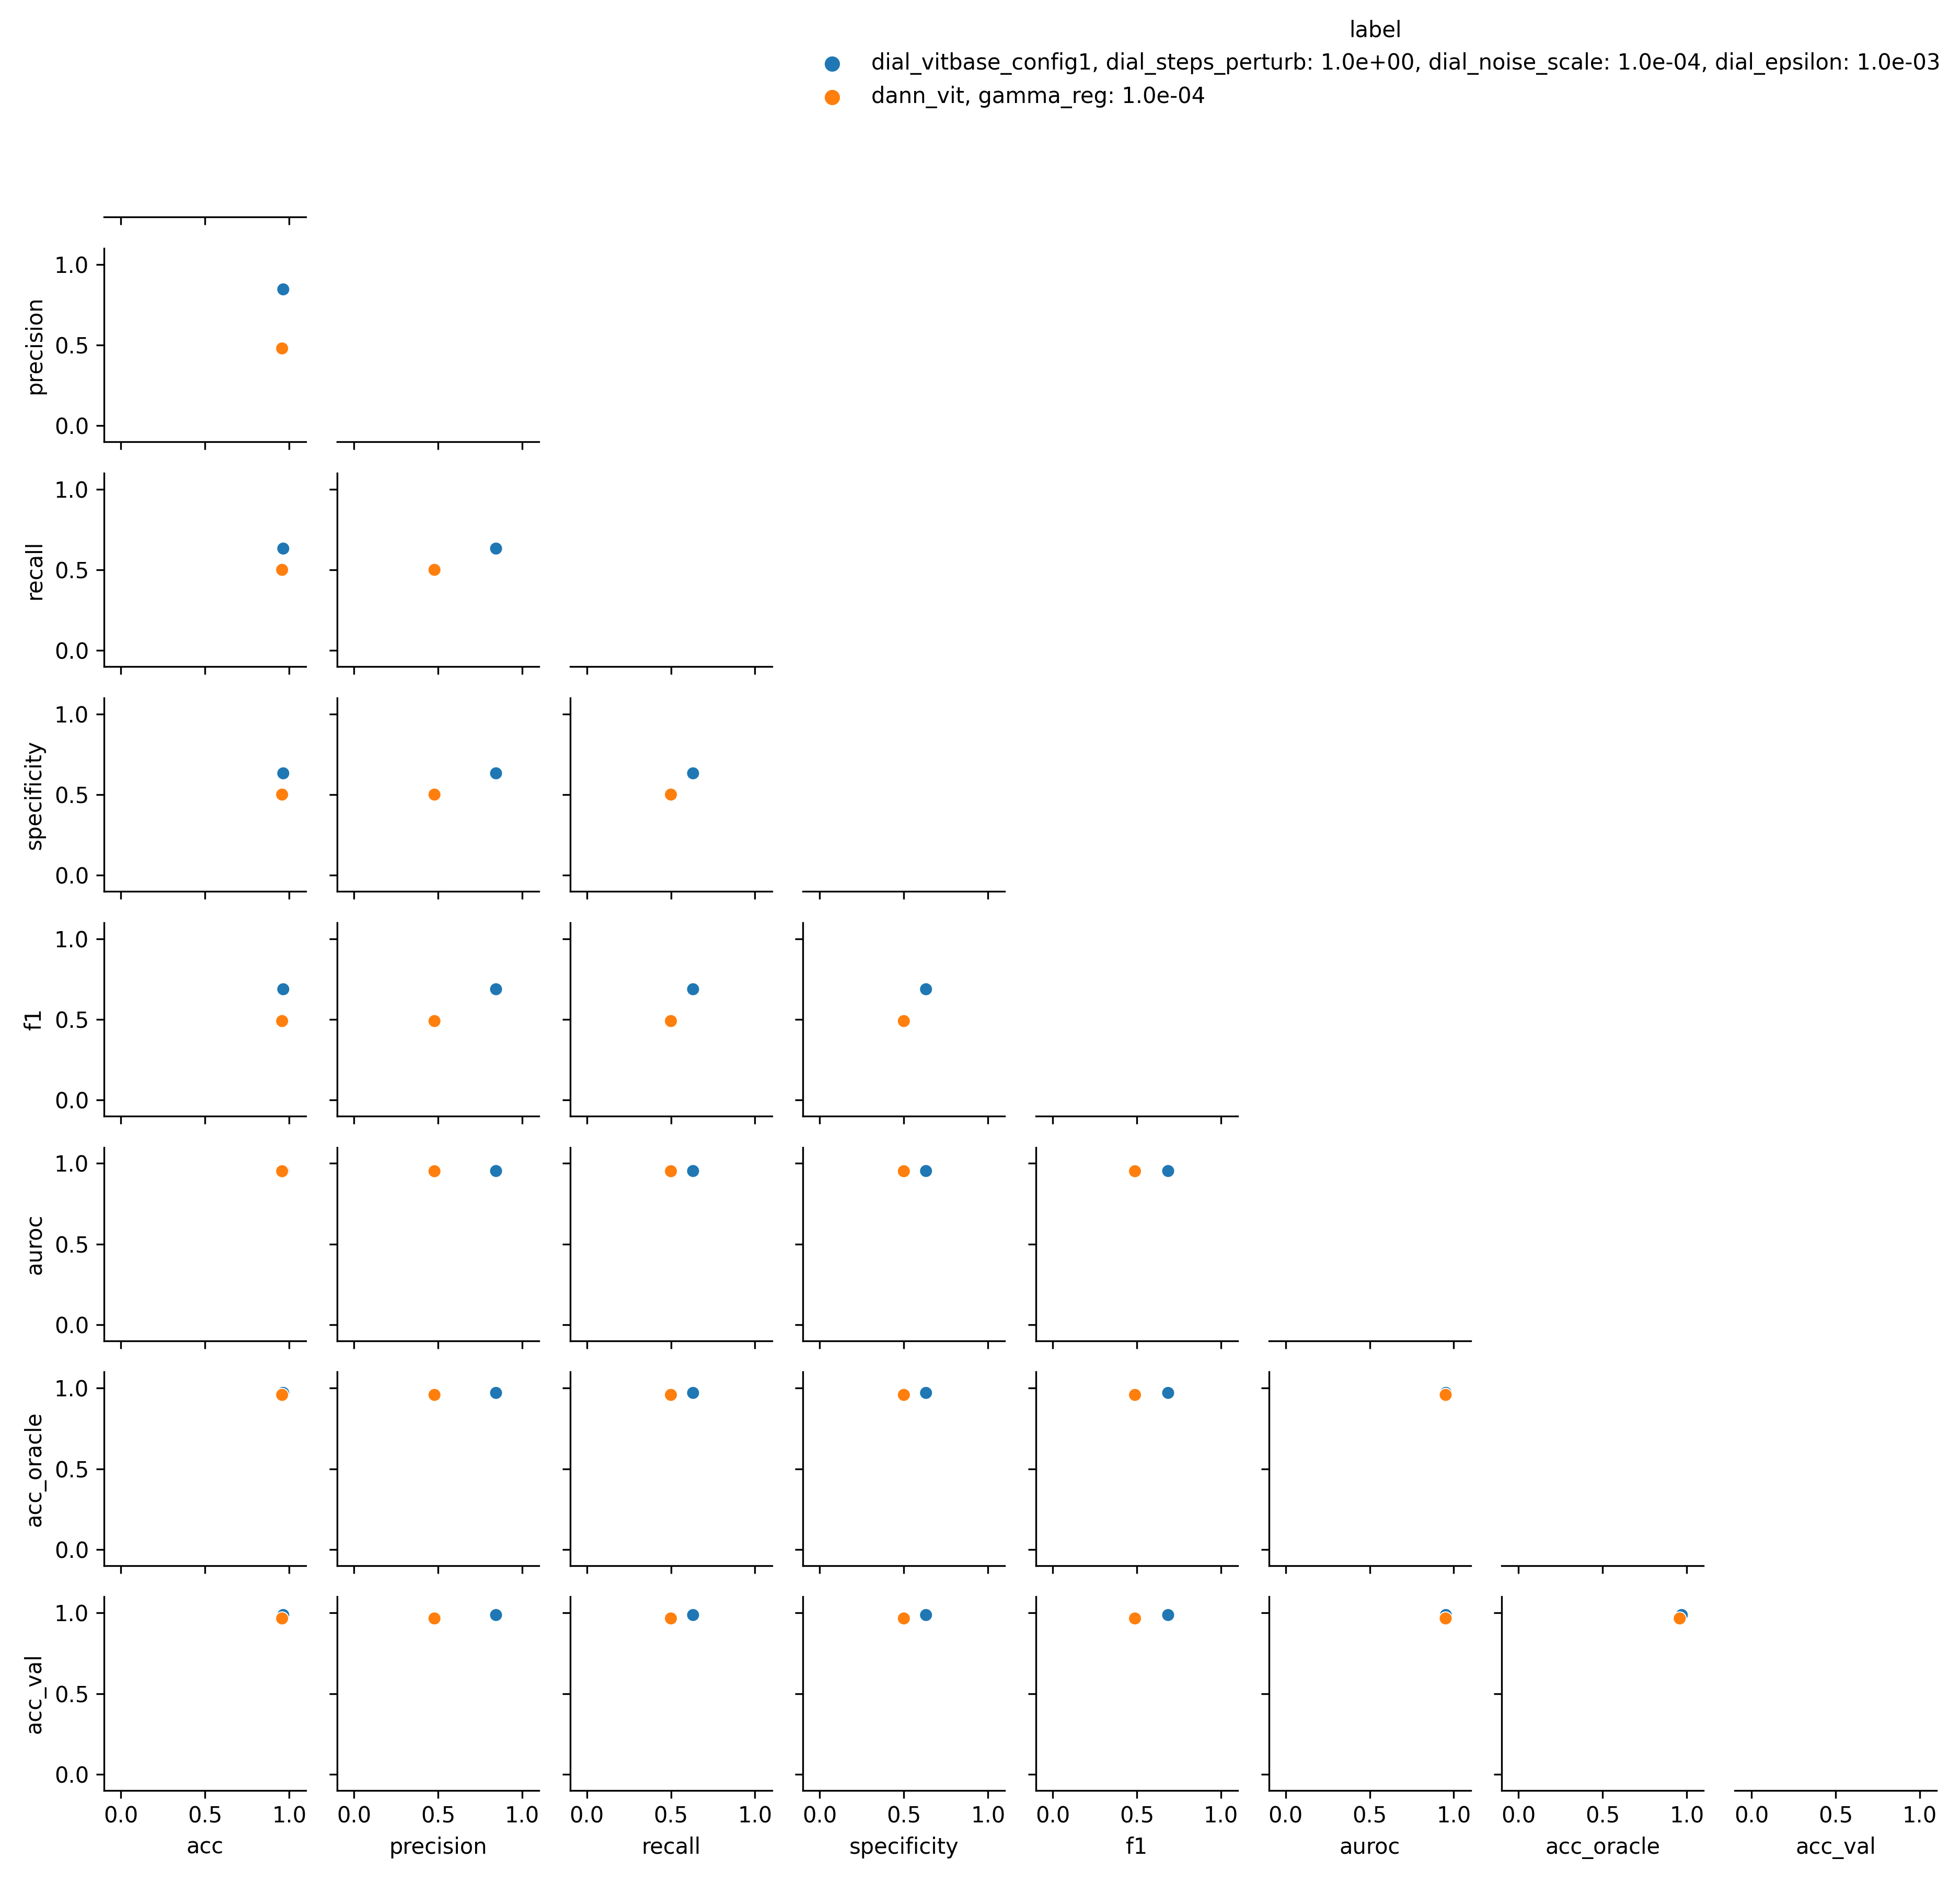 label
dial_vitbase_config1, dial_steps_perturb: 1.0e+00, dial_noise_scale: 1.0e-04, dial_epsilon: 1.0e-03
dann_vit, gamma_reg: 1.0e-04
1.0
precision
0.5
0.0
1.0
recall
0.5
0.0
1.0
specificity
0.5
0.0
1.0
f1
0.5
0.0
1.0
auroc
0.5
0.0
1.0
acc_oracle
0.5
0.0
1.0
acc_val
0.5
0.0
0.0 0.5 1.0 0.0 0.5 1.0 0.0 0.5 1.0 0.0 0.5 1.0 0.0 0.5 1.0 0.0 0.5 1.0 0.0 0.5 1.0 0.0 0.5 1.0
acc precision recall specificity f1 auroc acc_oracle acc_val